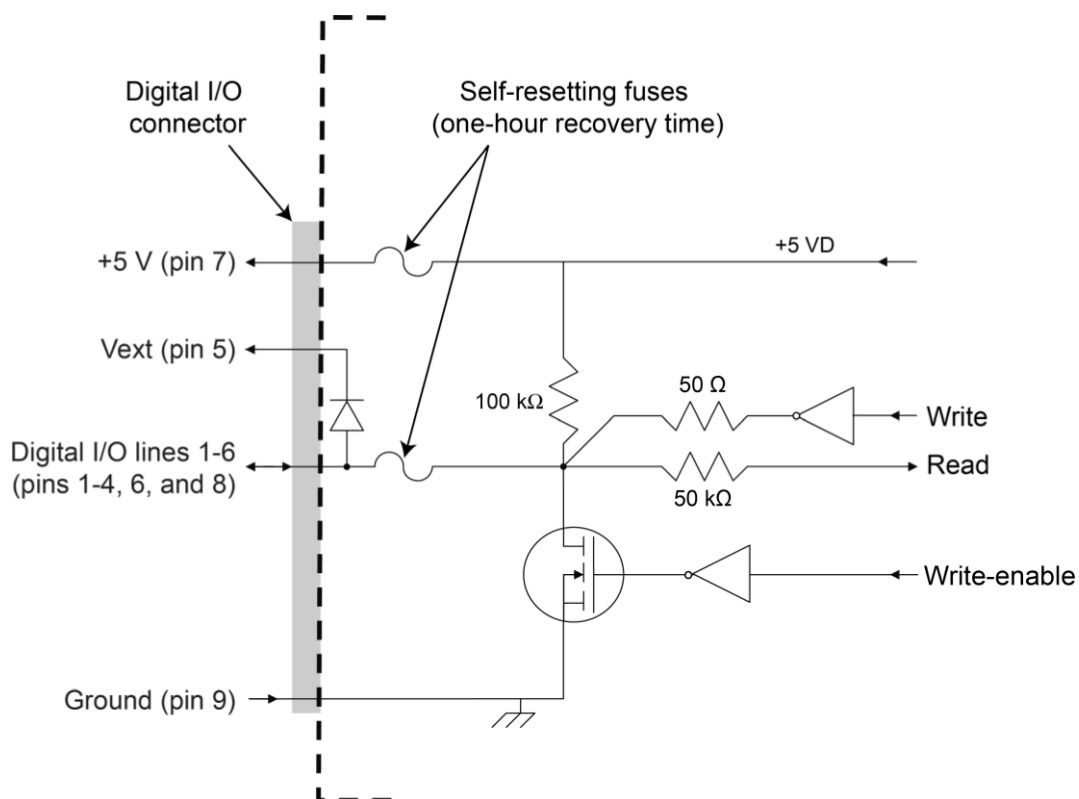 Digital I/O
connector
Self-resetting fuses
(one-hour recovery time)
+5 V (pin 7)
+5 VD
Vext (pin 5)
100 kΩ
50 Ω
Write
Digital I/O lines 1-6
(pins 1-4, 6, and 8)
Read
50 kΩ
Write-enable
Ground (pin 9)